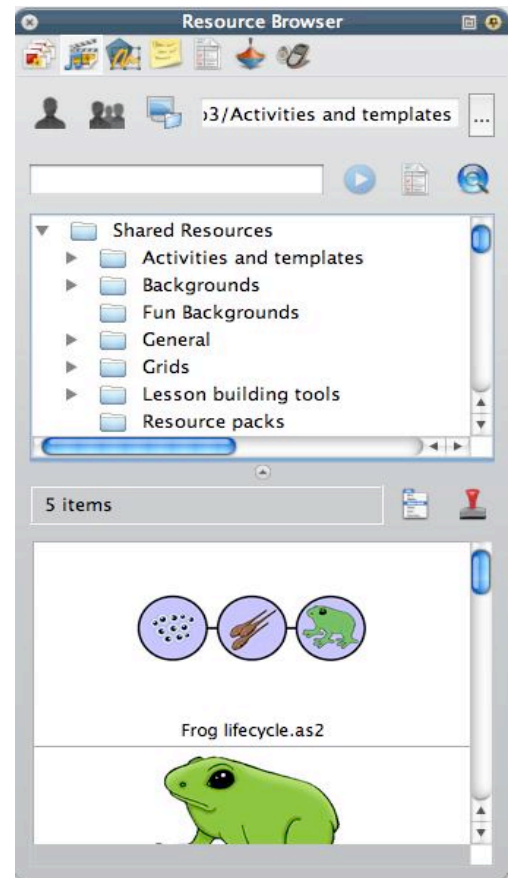 Resource Browser
ɔ3/Activities and templates
...
Shared Resources
Activities and templates
Backgrounds
Fun Backgrounds
General
Grids
Lesson building tools
Resource packs
5 items
Frog lifecycle.as2